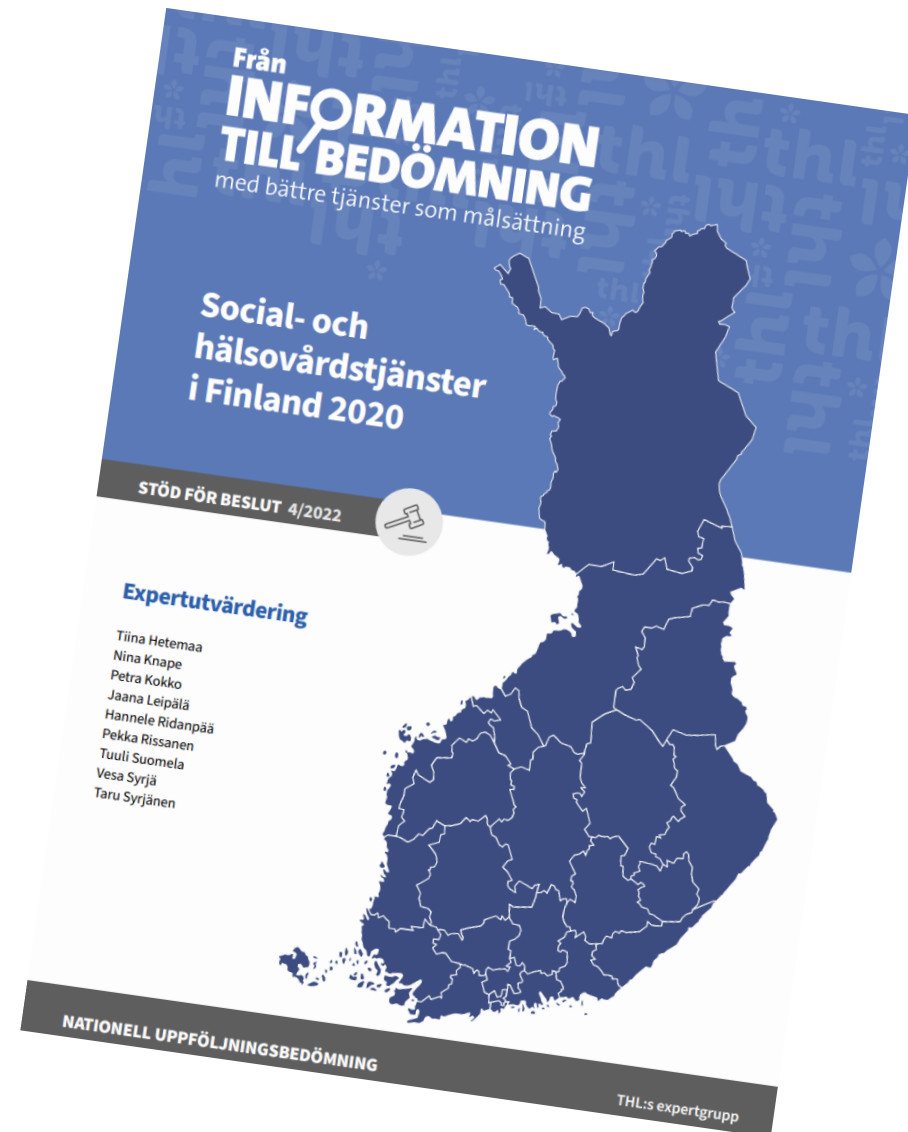 Från
INFORMATION
TILL BEDÖMNING
med bättre tjänster som målsättning
Social- och
hälsovårdstjänster
i Finland 2020
STÖD FÖR BESLUT 4/2022
Expertutvärdering
Tiina Hetemaa
Nina Knape
Petra Kokko
Jaana Leipälä
Hannele Ridanpää
Pekka Rissanen
Tuuli Suomela
Vesa Syrjä
Taru Syrjänen
NATIONELL UPPFÖLJNINGSBEDÖMNING
THL:s expertgrupp